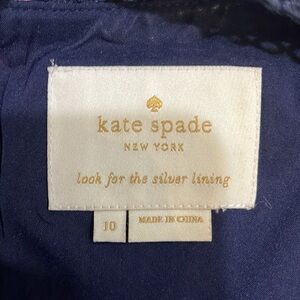 kate spade
NEW YORK
look for the silver lining
10
MADE IN CHINA